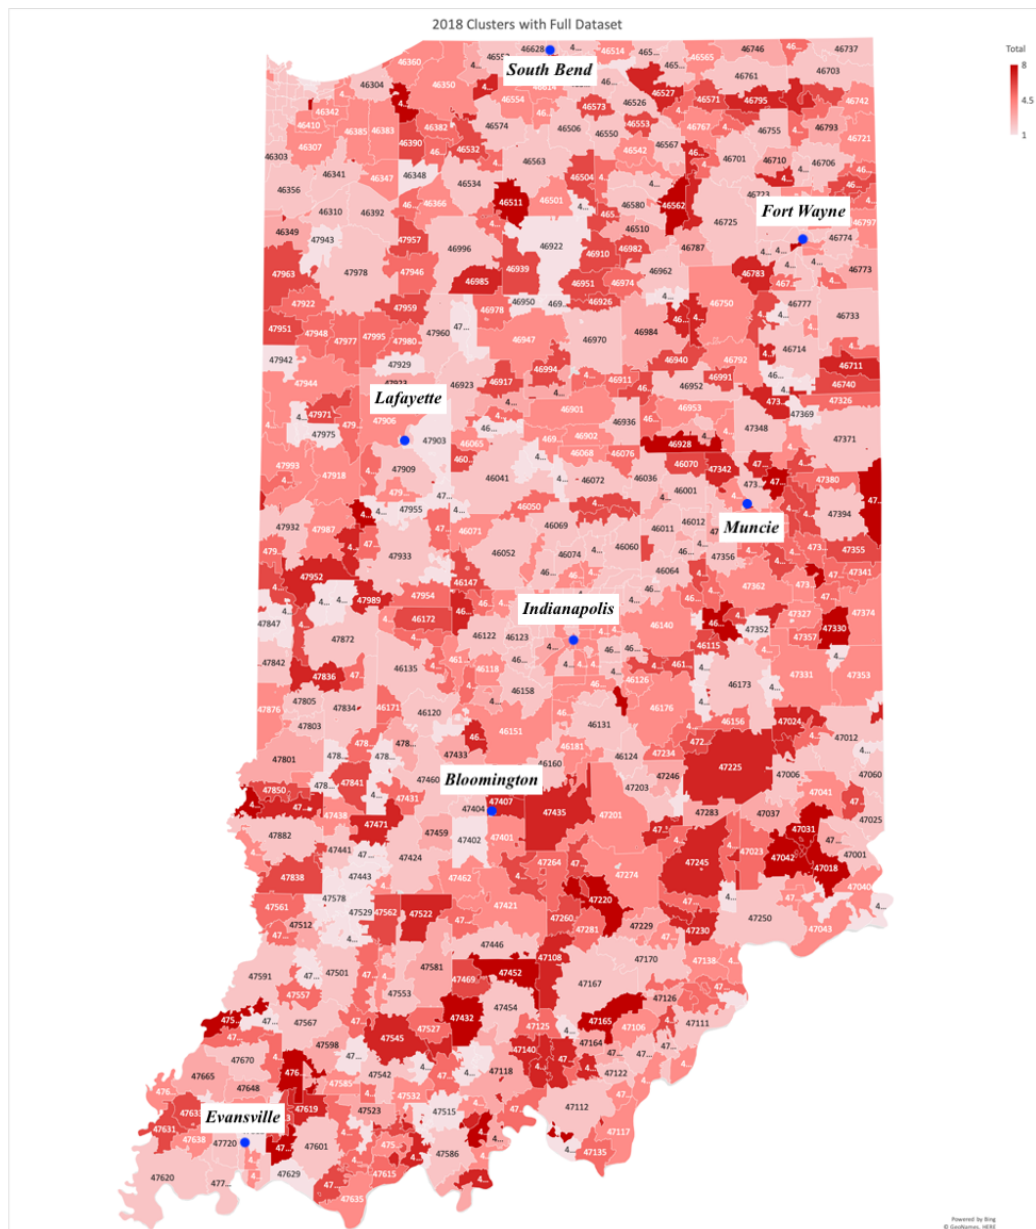 2018 Clusters with Full Dataset
Total
8
4.5
1
South Bend
Fort Wayne
Lafayette
Muncie
Indianapolis
Bloomington
Evansville
46360 46350 46628 46514 46565 46746 46737
46304 46703
46761
46342 46554 46573 46526 46527 46571 46795 46742
46410 46385 46383 46382 46574 46506 46550 46553 46767 46755 46793 46721
46307 46390 46532 46542 46567
46303 46341 46348 46563 46504 46701 46710 46706
46356 46347 46534
46310 46392 46366 46511 46501 46580 46562 46725
46349 47943 47957 46996 46922 46510 46774
47963 47978 47946 46985 46939 46910 46982 46787 46783 46773
46951 46974 46962
47922 47959 46978 46950 46926 46750 46777
47951 47948 47977 47995 47980 47960 46947 46970 46984 46733
46714
47942 47929 46994 46940 46792 46711
47944 46923 46917 46911 46952 46991 46740
47326
47971 47906 46901 46936 46953 47369
47975 47903 46065 46902 46928 47348 47371
47993 47918 47909 46041 46068 46076 46070 47342
46072 46036 46001 47380
47932 47987 47955 46050 46069 46011 46012 47394
47933 46071 46052 46074 46060 47356 47355
47952 46147 46064 47362 47341
47989 47954
47847 47872 46172 46122 46123 46140 47352 47327 47330 47374
46115 47357
47842 47836 46135 46118 46126 46173 47331 47353
47805 47834 46171 46120 46158 46176
47876 47803 46151 46131 46156 47024 47012
47801 47433 46160 46181 46124 47234 47225
47460 47246 47006 47060
47850 47841 47431 47404 47407 47435 47201 47203 47041
47438 47471 47283 47037 47025
47882 47441 47459 47402 47401 47245 47023 47031 47001
47424 47264 47042 47018
47838 47443 47462 47274 47040
47578 47220
47561 47529 47562 47522 47421 47260 47250 47043
47512 47281 47229 47230
47446 47108 47170 47138
47591 47501 47581 47469 47452 47167
47557 47553 47454 47126
47567 47527 47432 47125 47165 47106 47111
47598 47545 47140 47164
47670 47542 47118 47122
47665 47648 47585 47532
47619 47523 47515 47112
47631 47638 47720 47601 47586 47117
47620 47629 47615 47135
47635
Powered by Bing
© GeoNames, HERE